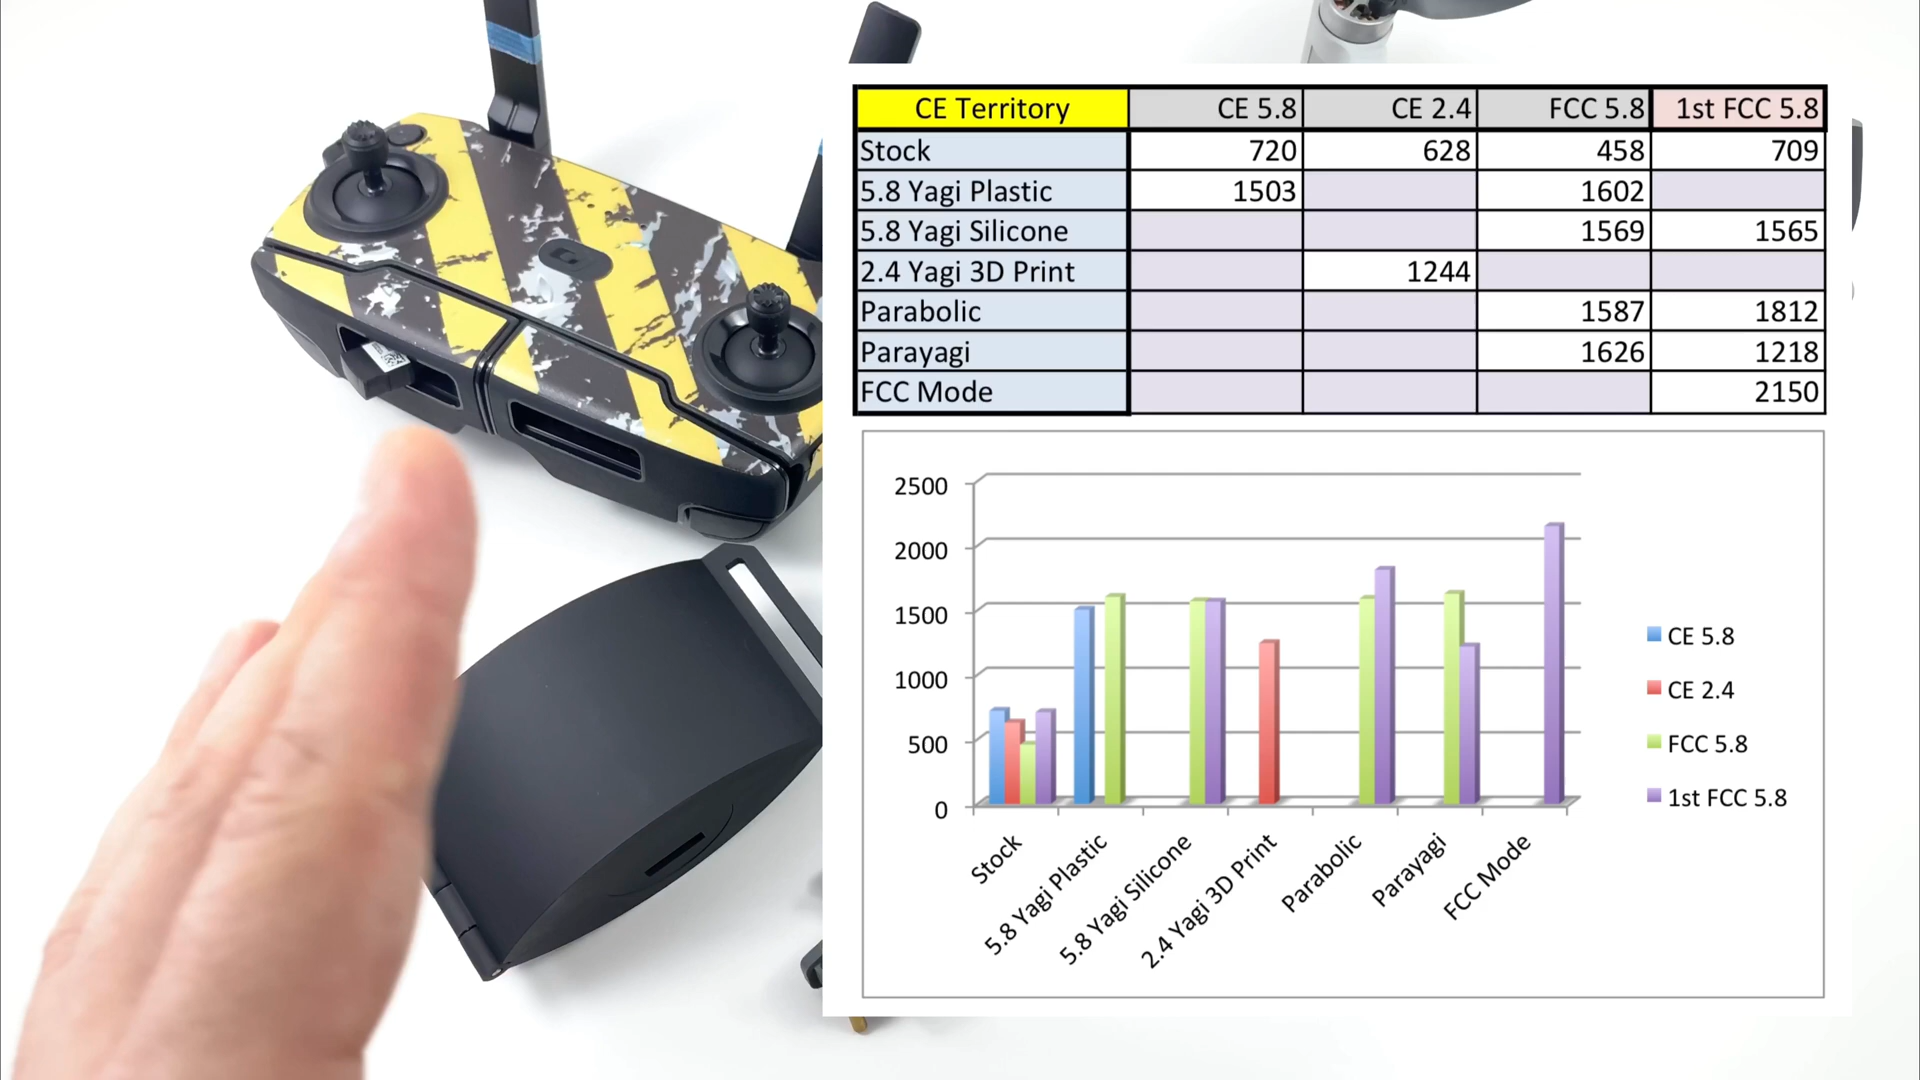 CE Territory CE 5.8 CE 2.4 FCC 5.8 1st FCC 5.8
Stock 720 628 458 709
5.8 Yagi Plastic 1503 1602
5.8 Yagi Silicone 1569 1565
2.4 Yagi 3D Print 1244
Parabolic 1587 1812
Parayagi 1626 1218
FCC Mode 2150
2500
2000
1500
1000
500
0
Stock
5.8 Yagi Plastic
5.8 Yagi Silicone
2.4 Yagi 3D Print
Parabolic
Parayagi
FCC Mode
CE 5.8
CE 2.4
FCC 5.8
1st FCC 5.8